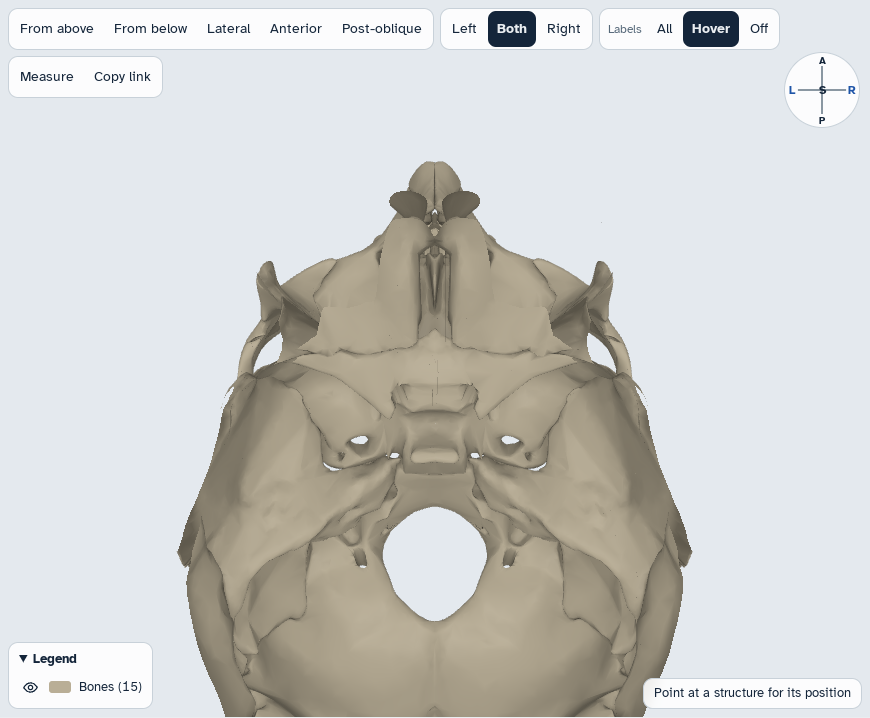 From above From below Lateral Anterior Post-oblique Left Both Right Labels All Hover Off
Measure Copy link
A
L S R
P
▼ Legend
Bones (15)
Point at a structure for its position